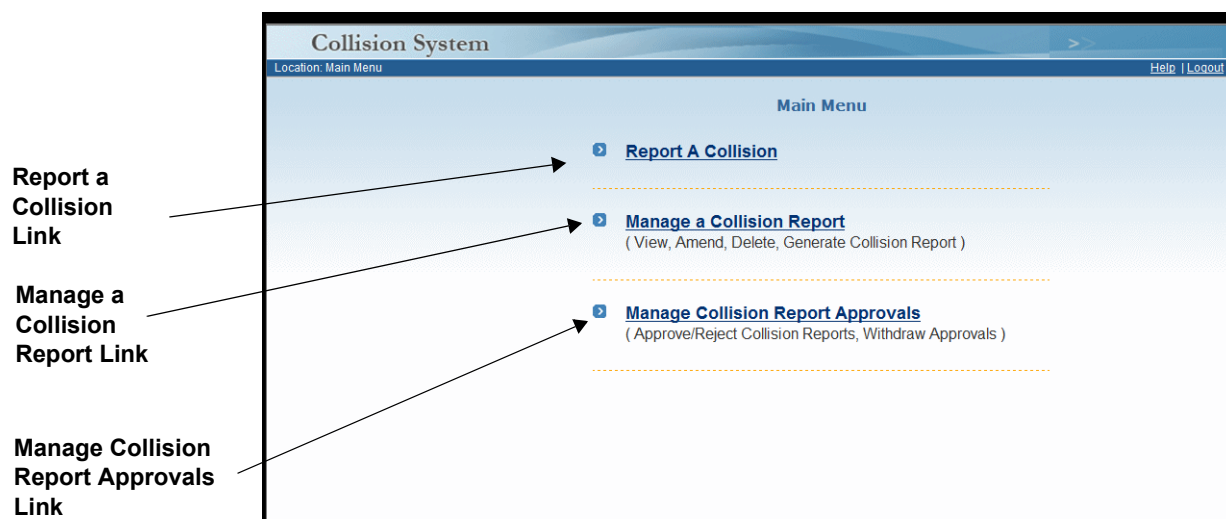 Collision System
>>
Location: Main Menu
Help | Logout
Main Menu
Report A Collision
Manage a Collision Report
( View, Amend, Delete, Generate Collision Report )
Manage Collision Report Approvals
( Approve/Reject Collision Reports, Withdraw Approvals )
Report a
Collision
Link
Manage a
Collision
Report Link
Manage Collision
Report Approvals
Link